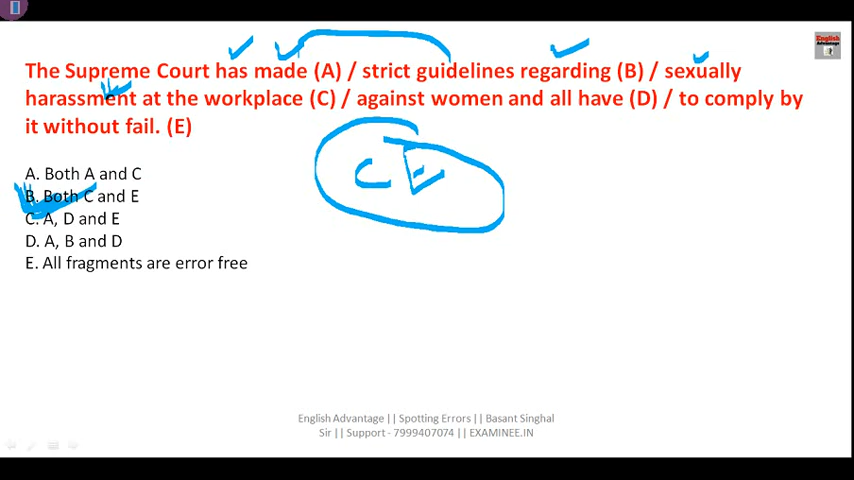 English
Advantage
The Supreme Court has made (A) / strict guidelines regarding (B) / sexually
harassment at the workplace (C) / against women and all have (D) / to comply by
it without fail. (E)
C E
A. Both A and C
B. Both C and E
C. A, D and E
D. A, B and D
E. All fragments are error free
English Advantage || Spotting Errors || Basant Singhal
Sir || Support - 7999407074 || EXAMINEE.IN